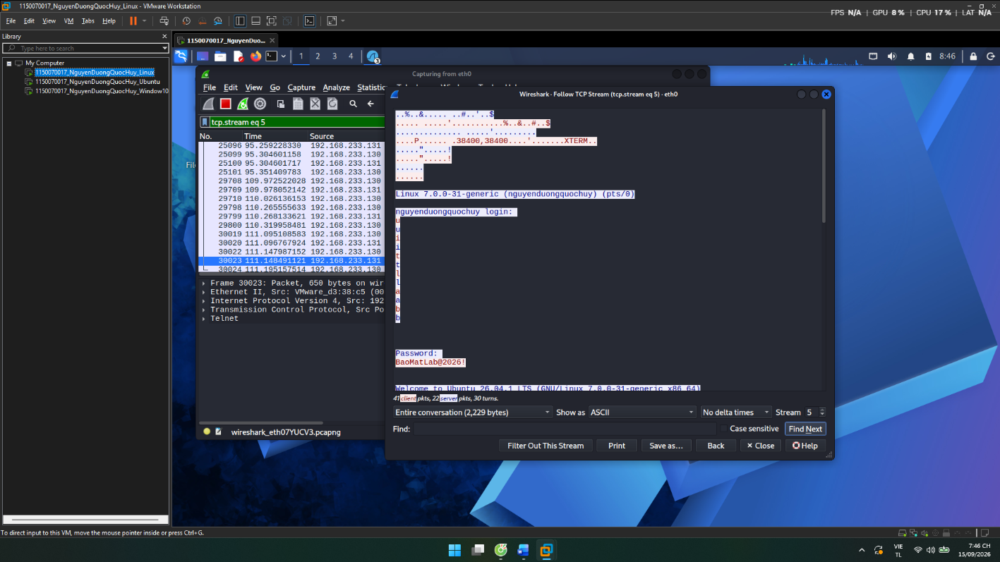 1150070017_NguyenDuongQuocHuy_Linux - VMware Workstation
FPS N/A | GPU 8 % | CPU 17 % | LAT N/A
File Edit View VM Tabs Help
Library
Type here to search
My Computer
1150070017_NguyenDuongQuocHuy_Linux
1150070017_NguyenDuongQuocHuy_Ubuntu
1150070017_NguyenDuongQuocHuy_Window10
1150070017_NguyenDuo...
1 2 3 4
3
8:46
Capturing from eth0
File Edit View Go Capture Analyze Statistic
tcp.stream eq 5
No. Time Source
25096 95.259228330 192.168.233.131
25099 95.304601158 192.168.233.130
25100 95.304601717 192.168.233.131
25101 95.351409783 192.168.233.130
29708 109.972522028 192.168.233.130
29709 109.978052142 192.168.233.131
29710 110.026136153 192.168.233.130
29798 110.265555633 192.168.233.130
29799 110.268133621 192.168.233.131
29800 110.319958481 192.168.233.130
30019 111.095108583 192.168.233.130
30020 111.096767924 192.168.233.131
30022 111.147987152 192.168.233.130
30023 111.148491121 192.168.233.131
30024 111.195157514 192.168.233.130
Frame 30023: Packet, 650 bytes on wir
Ethernet II, Src: VMware_d3:38:c5 (00
Internet Protocol Version 4, Src: 192
Transmission Control Protocol, Src Po
Telnet
wireshark_eth07YUCV3.pcapng
Wireshark · Follow TCP Stream (tcp.stream eq 5) · eth0
..%..&..... ..#..'..$
..... .....'...........%..&..#..$
.............. .....'.........
....P...... .38400,38400....'.......XTERM..
.....".....!
.....".....!
......
......
Linux 7.0.0-31-generic (nguyenduongquochuy) (pts/0)
nguyenduongquochuy login:
u
u
i
i
t
t
l
l
a
a
b
b
Password:
BaoMatLab@2026!
Welcome to Ubuntu 26.04.1 LTS (GNU/Linux 7.0.0-31-generic x86_64)
41 client pkts, 22 server pkts, 30 turns.
Entire conversation (2,229 bytes) Show as ASCII No delta times Stream 5
Find: Case sensitive Find Next
Filter Out This Stream Print Save as… Back × Close Help
To direct input to this VM, move the mouse pointer inside or press Ctrl+G.
VIE
TL
7:46 CH
15/09/2026